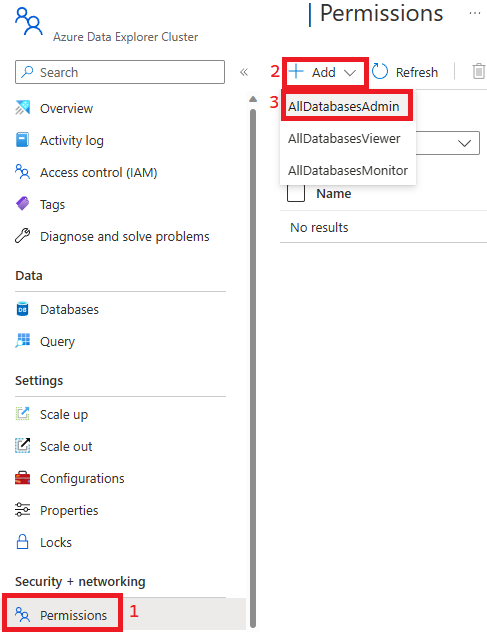 Permissions
...
Azure Data Explorer Cluster
Search
«
2
Add
Refresh
3
AllDatabasesAdmin
AllDatabasesViewer
AllDatabasesMonitor
Name
No results
Overview
Activity log
Access control (IAM)
Tags
Diagnose and solve problems
Data
Databases
Query
Settings
Scale up
Scale out
Configurations
Properties
Locks
Security + networking
Permissions
1